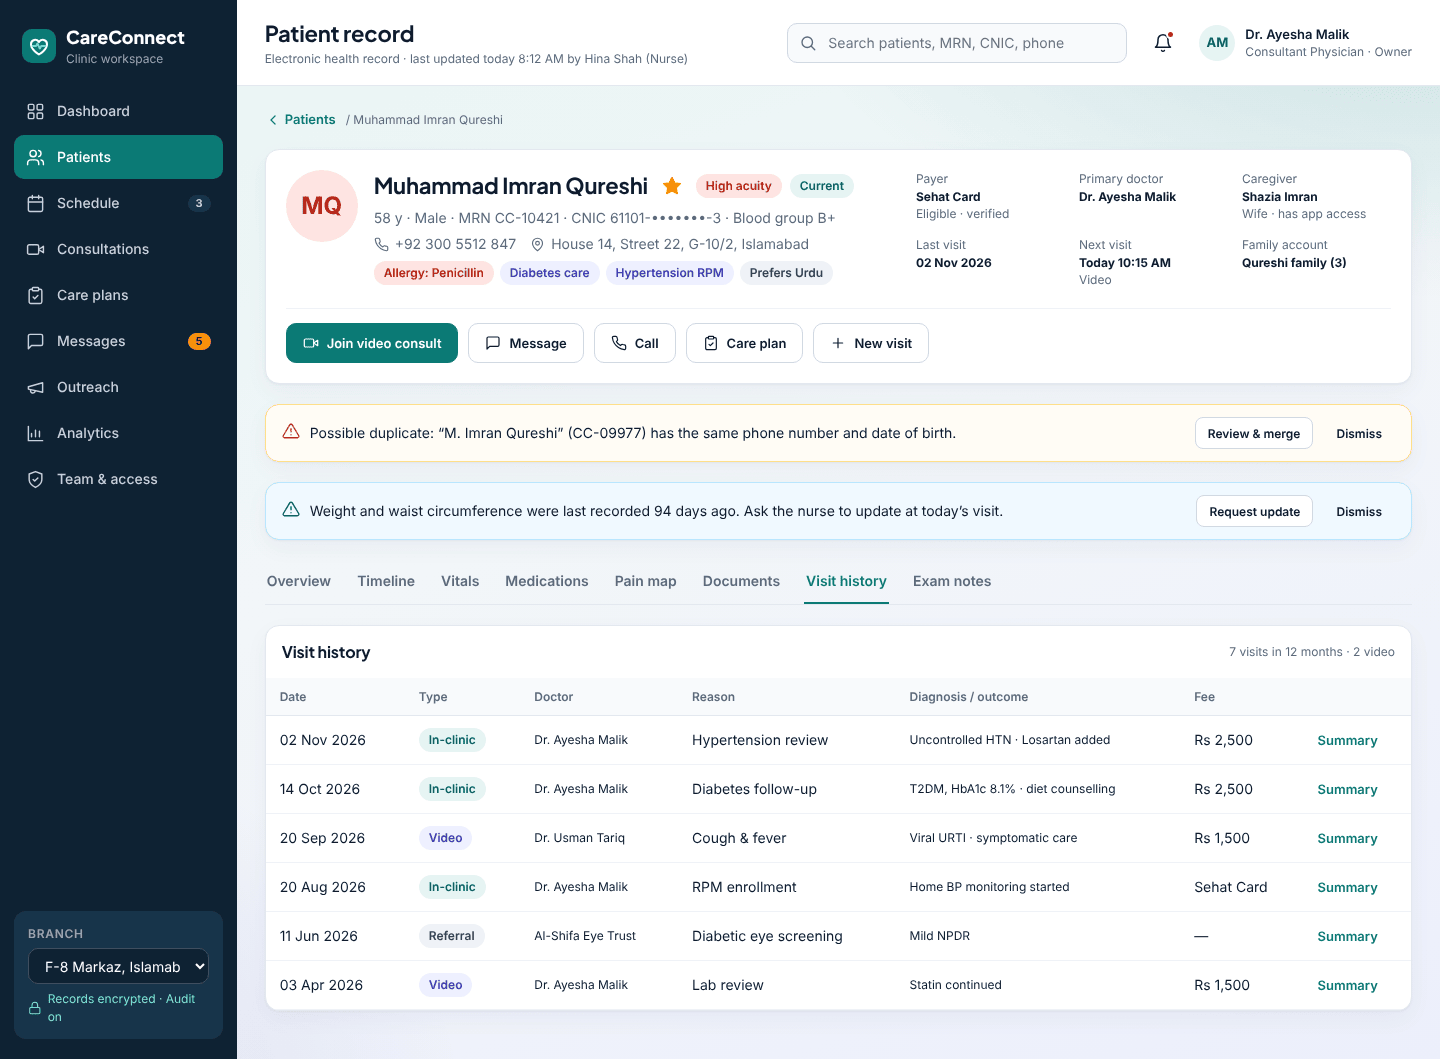 CareConnect
Clinic workspace
Dashboard
Patients
Schedule
3
Consultations
Care plans
Messages
5
Outreach
Analytics
Team & access
BRANCH
F-8 Markaz, Islamab
Records encrypted · Audit
on
Patient record
Electronic health record · last updated today 8:12 AM by Hina Shah (Nurse)
Search patients, MRN, CNIC, phone
AM
Dr. Ayesha Malik
Consultant Physician · Owner
Patients / Muhammad Imran Qureshi
MQ
Muhammad Imran Qureshi
High acuity
Current
58 y · Male · MRN CC-10421 · CNIC 61101-•••••••-3 · Blood group B+
+92 300 5512 847
House 14, Street 22, G-10/2, Islamabad
Allergy: Penicillin
Diabetes care
Hypertension RPM
Prefers Urdu
Payer
Sehat Card
Eligible · verified
Primary doctor
Dr. Ayesha Malik
Caregiver
Shazia Imran
Wife · has app access
Last visit
02 Nov 2026
Next visit
Today 10:15 AM
Video
Family account
Qureshi family (3)
Join video consult
Message
Call
Care plan
New visit
Possible duplicate: “M. Imran Qureshi” (CC-09977) has the same phone number and date of birth.
Review & merge
Dismiss
Weight and waist circumference were last recorded 94 days ago. Ask the nurse to update at today’s visit.
Request update
Dismiss
Overview
Timeline
Vitals
Medications
Pain map
Documents
Visit history
Exam notes
Visit history
7 visits in 12 months · 2 video
Date Type Doctor Reason Diagnosis / outcome Fee
02 Nov 2026 In-clinic Dr. Ayesha Malik Hypertension review Uncontrolled HTN · Losartan added Rs 2,500 Summary
14 Oct 2026 In-clinic Dr. Ayesha Malik Diabetes follow-up T2DM, HbA1c 8.1% · diet counselling Rs 2,500 Summary
20 Sep 2026 Video Dr. Usman Tariq Cough & fever Viral URTI · symptomatic care Rs 1,500 Summary
20 Aug 2026 In-clinic Dr. Ayesha Malik RPM enrollment Home BP monitoring started Sehat Card Summary
11 Jun 2026 Referral Al-Shifa Eye Trust Diabetic eye screening Mild NPDR — Summary
03 Apr 2026 Video Dr. Ayesha Malik Lab review Statin continued Rs 1,500 Summary